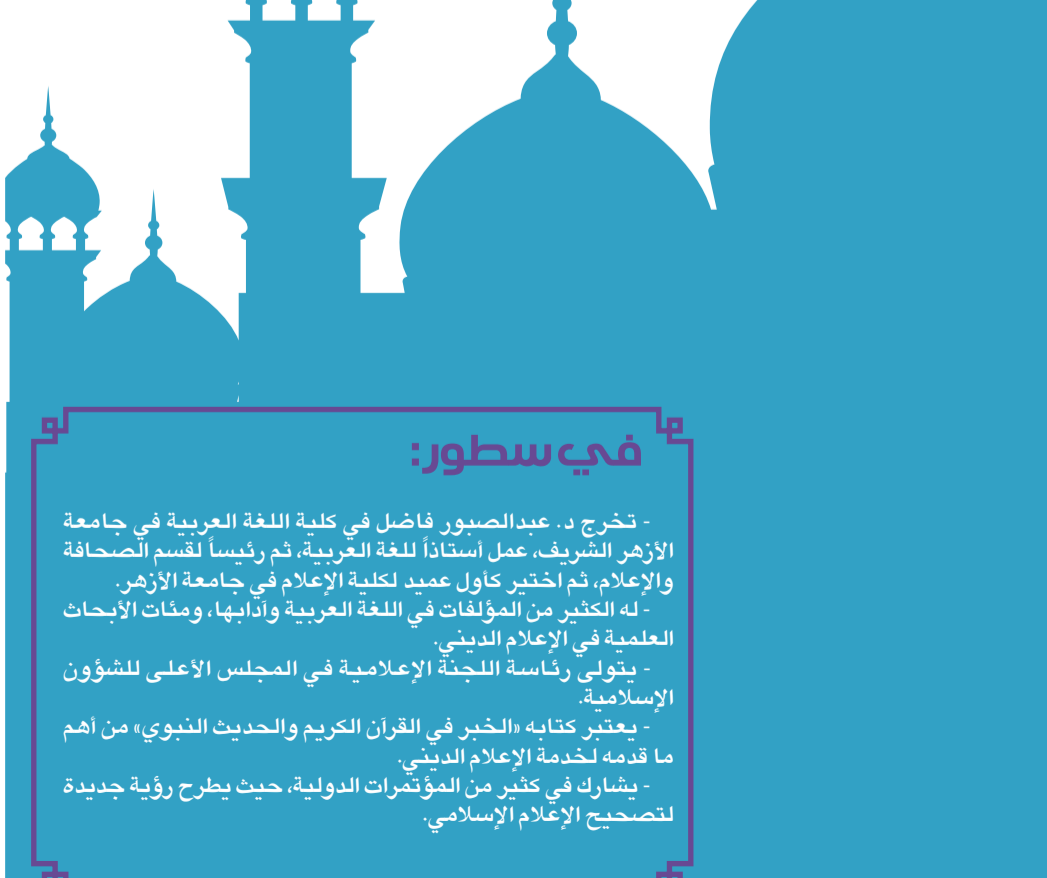 في سطور:
- تخرج د. عبدالصبور فاضل في كلية اللغة العربية في جامعة
الأزهر الشريف، عمل أستاذاً للغة العربية، ثم رئيساً لقسم الصحافة
والإعلام، ثم اختير كأول عميد لكلية الإعلام في جامعة الأزهر.
- له الكثير من المؤلفات في اللغة العربية وآدابها، ومئات الأبحاث
العلمية في الإعلام الديني.
- يتولى رئاسة اللجنة الإعلامية في المجلس الأعلى للشؤون
الإسلامية.
- يعتبر كتابه «الخبر في القرآن الكريم والحديث النبوي» من أهم
ما قدمه لخدمة الإعلام الديني.
- يشارك في كثير من المؤتمرات الدولية، حيث يطرح رؤية جديدة
لتصحيح الإعلام الإسلامي.